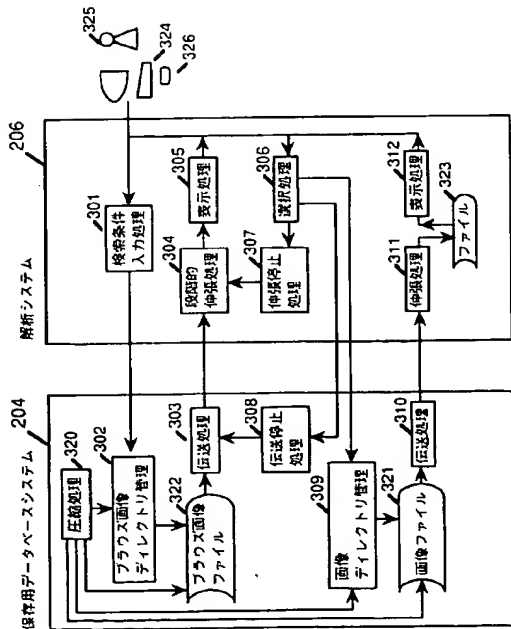 325
324
326
206
解析システム
301
検索条件
入力処理
305
表示処理
306
選択処理
312
表示処理
304
段階的
伸張処理
307
伸張停止
処理
323
ファイル
311
伸張処理
204
保存用データベースシステム
320
圧縮処理
302
ブラウズ画像
ディレクトリ管理
303
伝送処理
308
伝送停止
処理
310
伝送処理
322
ブラウズ画像
ファイル
309
画像
ディレクトリ管理
321
画像ファイル